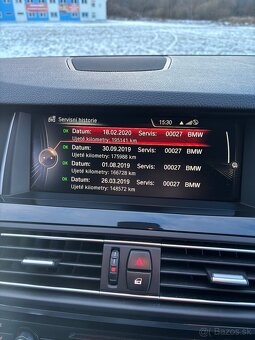 15:30
Servisní historie
OK Datum: 18.02.2020 Servis: 00027 BMW
Ujeté kilometry: 195141 km
OK Datum: 30.09.2019 Servis: 00027 BMW
Ujeté kilometry: 175988 km
OK Datum: 01.08.2019 Servis: 00027 BMW
Ujeté kilometry: 166728 km
OK Datum: 26.03.2019 Servis: 00027 BMW
Ujeté kilometry: 148572 km
bazos.sk